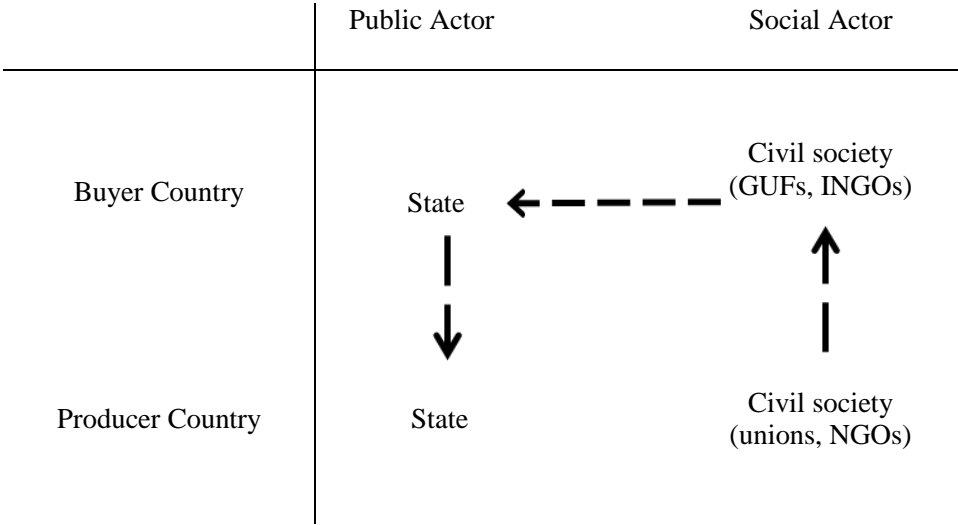 Public Actor
Social Actor
Buyer Country
State
Civil society
(GUFs, INGOs)
Producer Country
State
Civil society
(unions, NGOs)